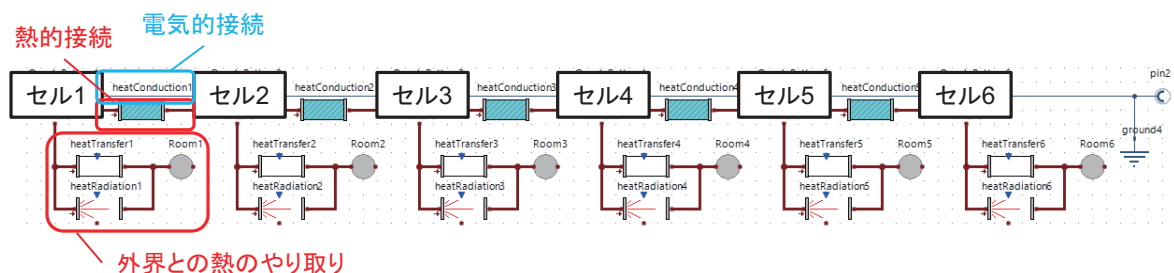 電気的接続
熱的接続
heatConduction1
heatConduction2
heatConduction3
heatConduction4
pin2
セル1
セル2
セル3
セル4
セル5
セル6
ground4
heatTransfer1
Room1
heatTransfer2
Room2
heatTransfer3
Room3
heatTransfer4
Room4
heatTransfer5
Room5
heatTransfer6
Room6
heatRadiation1
heatRadiation2
heatRadiation3
heatRadiation4
heatRadiation5
heatRadiation6
外界との熱のやり取り